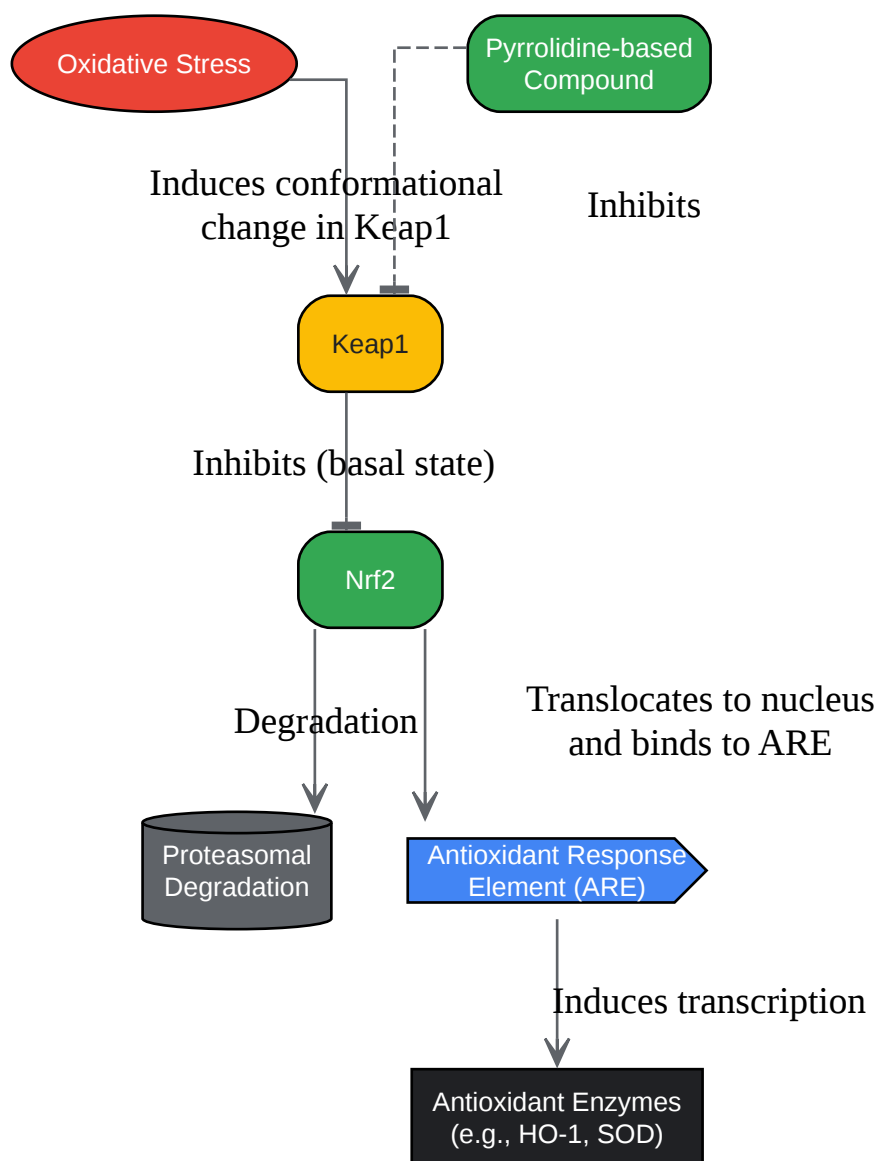 Oxidative Stress
Pyrrolidine-based
Compound
Induces conformational
change in Keap1
Inhibits
Keap1
Inhibits (basal state)
Nrf2
Degradation
Translocates to nucleus
and binds to ARE
Proteasomal
Degradation
Antioxidant Response
Element (ARE)
Induces transcription
Antioxidant Enzymes
(e.g., HO-1, SOD)